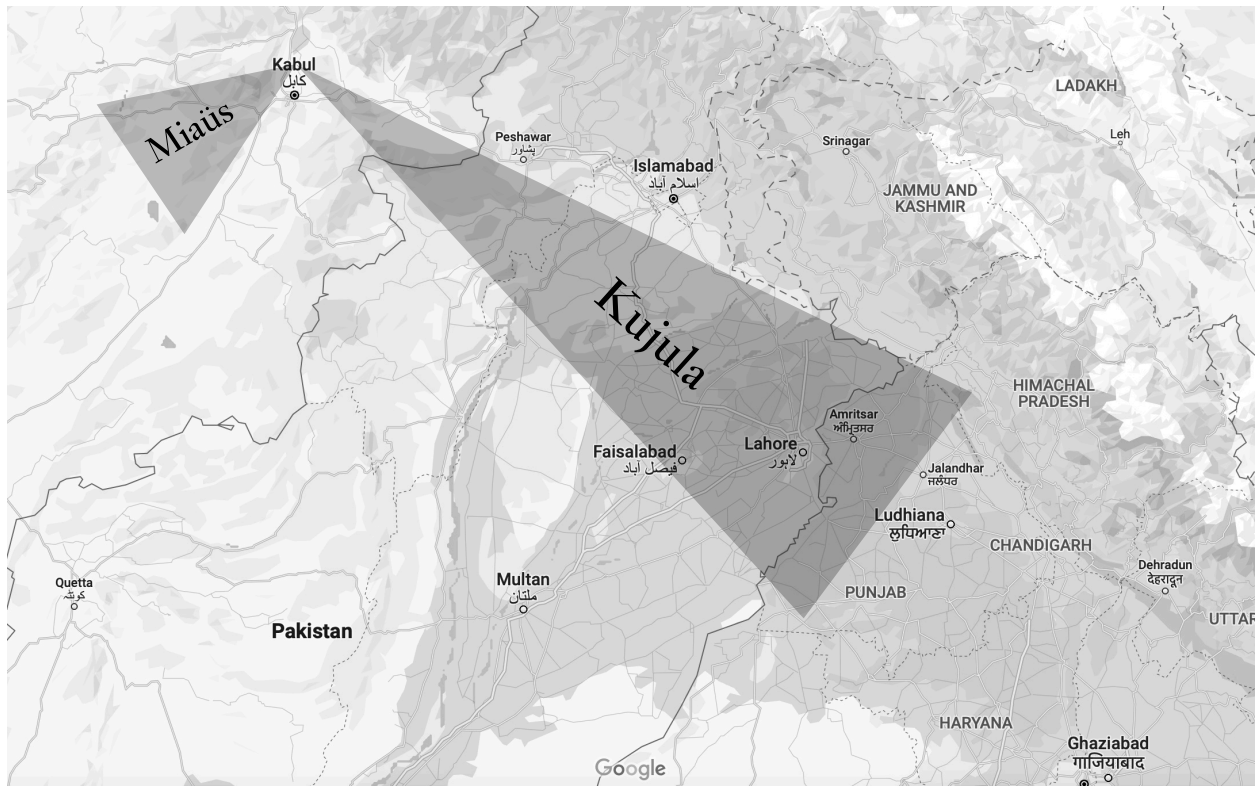 Kabul
کابل
Miaüs
Peshawar
پشاور
Islamabad
اسلام آباد
Srinagar
LADAKH
Leh
JAMMU AND
KASHMIR
Kujula
HIMACHAL
PRADESH
Amritsar
ਅੰਮ੍ਰਿਤਸਰ
Faisalabad
فیصل آباد
Lahore
لاہور
Jalandhar
ਜਲੰਧਰ
Ludhiana
ਲੁਧਿਆਣਾ
CHANDIGARH
Quetta
کوئٹہ
Multan
ملتان
PUNJAB
Dehradun
देहरादून
Pakistan
UTTAR
HARYANA
Ghaziabad
गाजियाबाद
Google